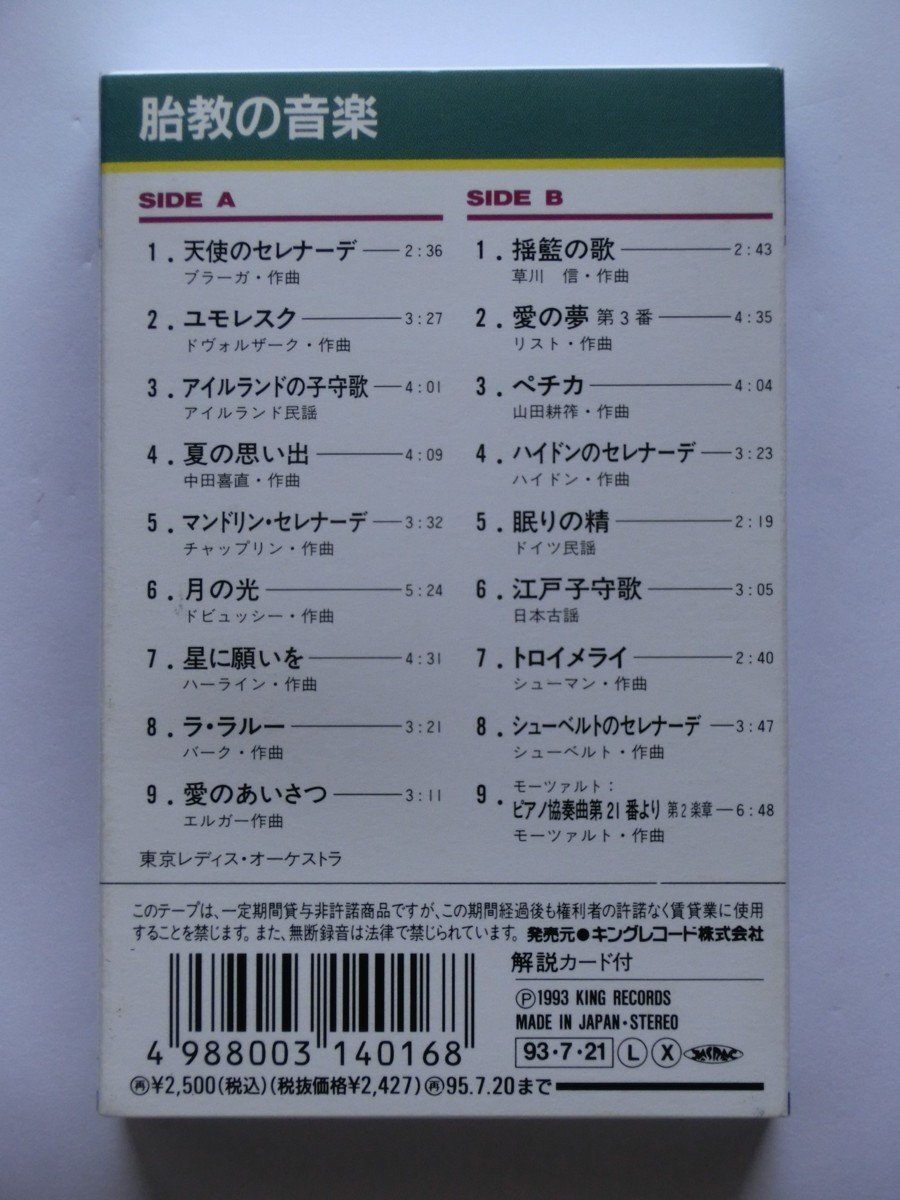 胎教の音楽
SIDE A
1. 天使のセレナーデ 2:36
ブラーガ・作曲
2. ユモレスク 3:27
ドヴォルザーク・作曲
3. アイルランドの子守歌 4:01
アイルランド民謡
4. 夏の思い出 4:09
中田喜直・作曲
5. マンドリン・セレナーデ 3:32
チャップリン・作曲
6. 月の光 5:24
ドビュッシー・作曲
7. 星に願いを 4:31
ハーライン・作曲
8. ラ・ラルー 3:21
バーク・作曲
9. 愛のあいさつ 3:11
エルガー作曲
東京レディス・オーケストラ
SIDE B
1. 揺籃の歌 2:43
草川 信・作曲
2. 愛の夢 第3番 4:35
リスト・作曲
3. ペチカ 4:04
山田耕筰・作曲
4. ハイドンのセレナーデ 3:23
ハイドン・作曲
5. 眠りの精 2:19
ドイツ民謡
6. 江戸子守歌 3:05
日本古謡
7. トロイメライ 2:40
シューマン・作曲
8. シューベルトのセレナーデ 3:47
シューベルト・作曲
9. モーツァルト:
ピアノ協奏曲第21番より 第2楽章 6:48
モーツァルト・作曲
このテープは、一定期間貸与非許諾商品ですが、この期間経過後も権利者の許諾なく賃貸業に使用
することを禁じます。また、無断録音は法律で禁じられています。 発売元●キングレコード株式会社
解説カード付
Ⓟ1993 KING RECORDS
MADE IN JAPAN・STEREO
93・7・21 Ⓛ Ⓧ JASRAC
4 988003 140168
㊢¥2,500(税込)(税抜価格¥2,427)㊢95.7.20まで